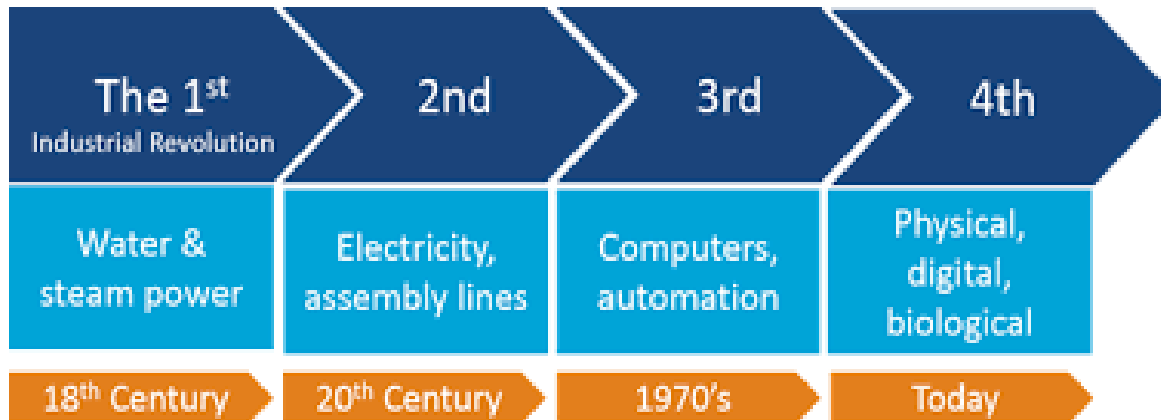 The 1st
Industrial Revolution
2nd
3rd
4th
Water &
steam power
Electricity,
assembly lines
Computers,
automation
Physical,
digital,
biological
18th Century
20th Century
1970's
Today